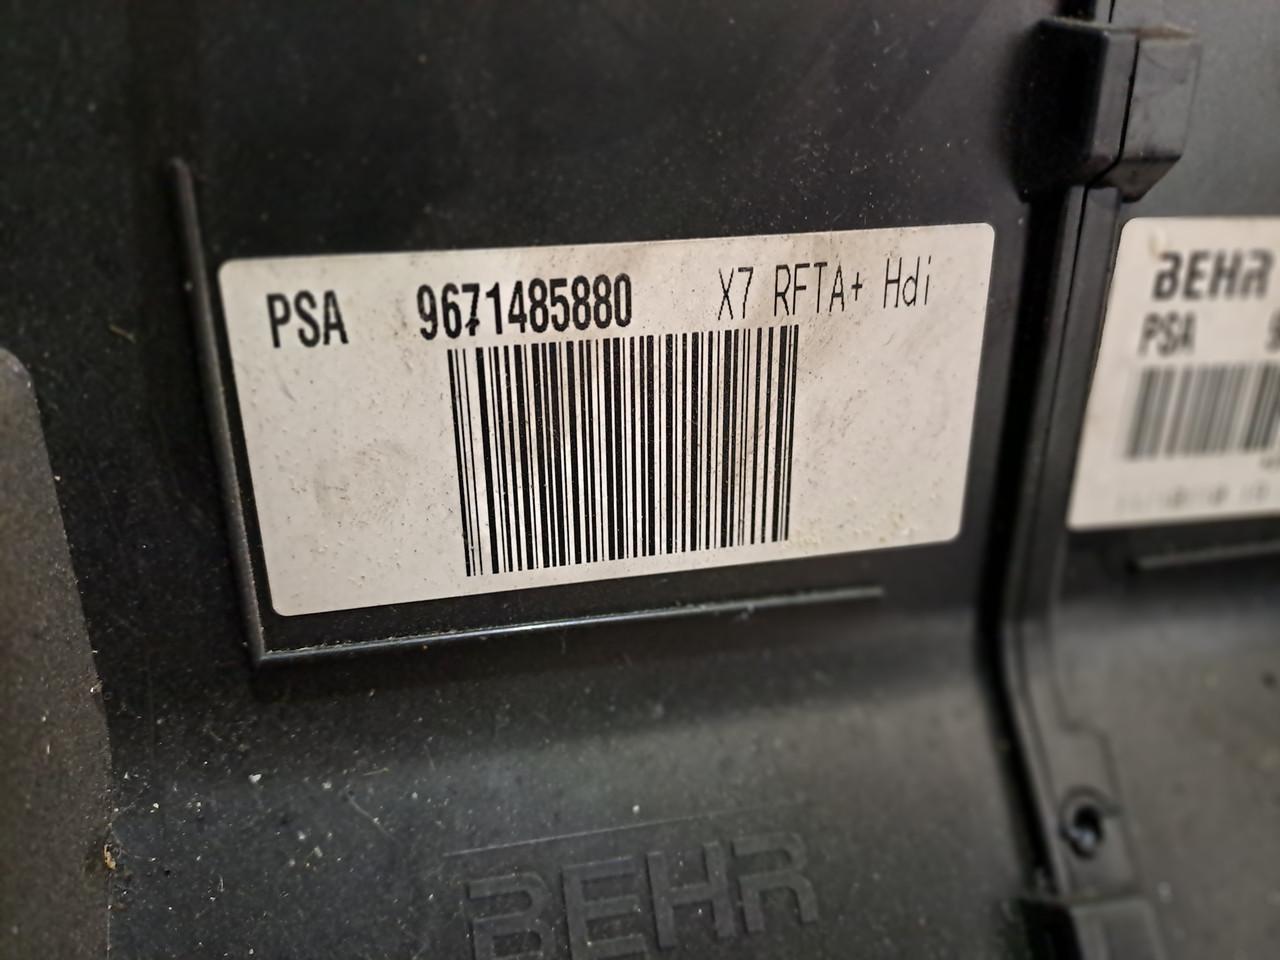 PSA 9671485880 X7 RFTA+ Hdi
BEHR
PSA
BEHR